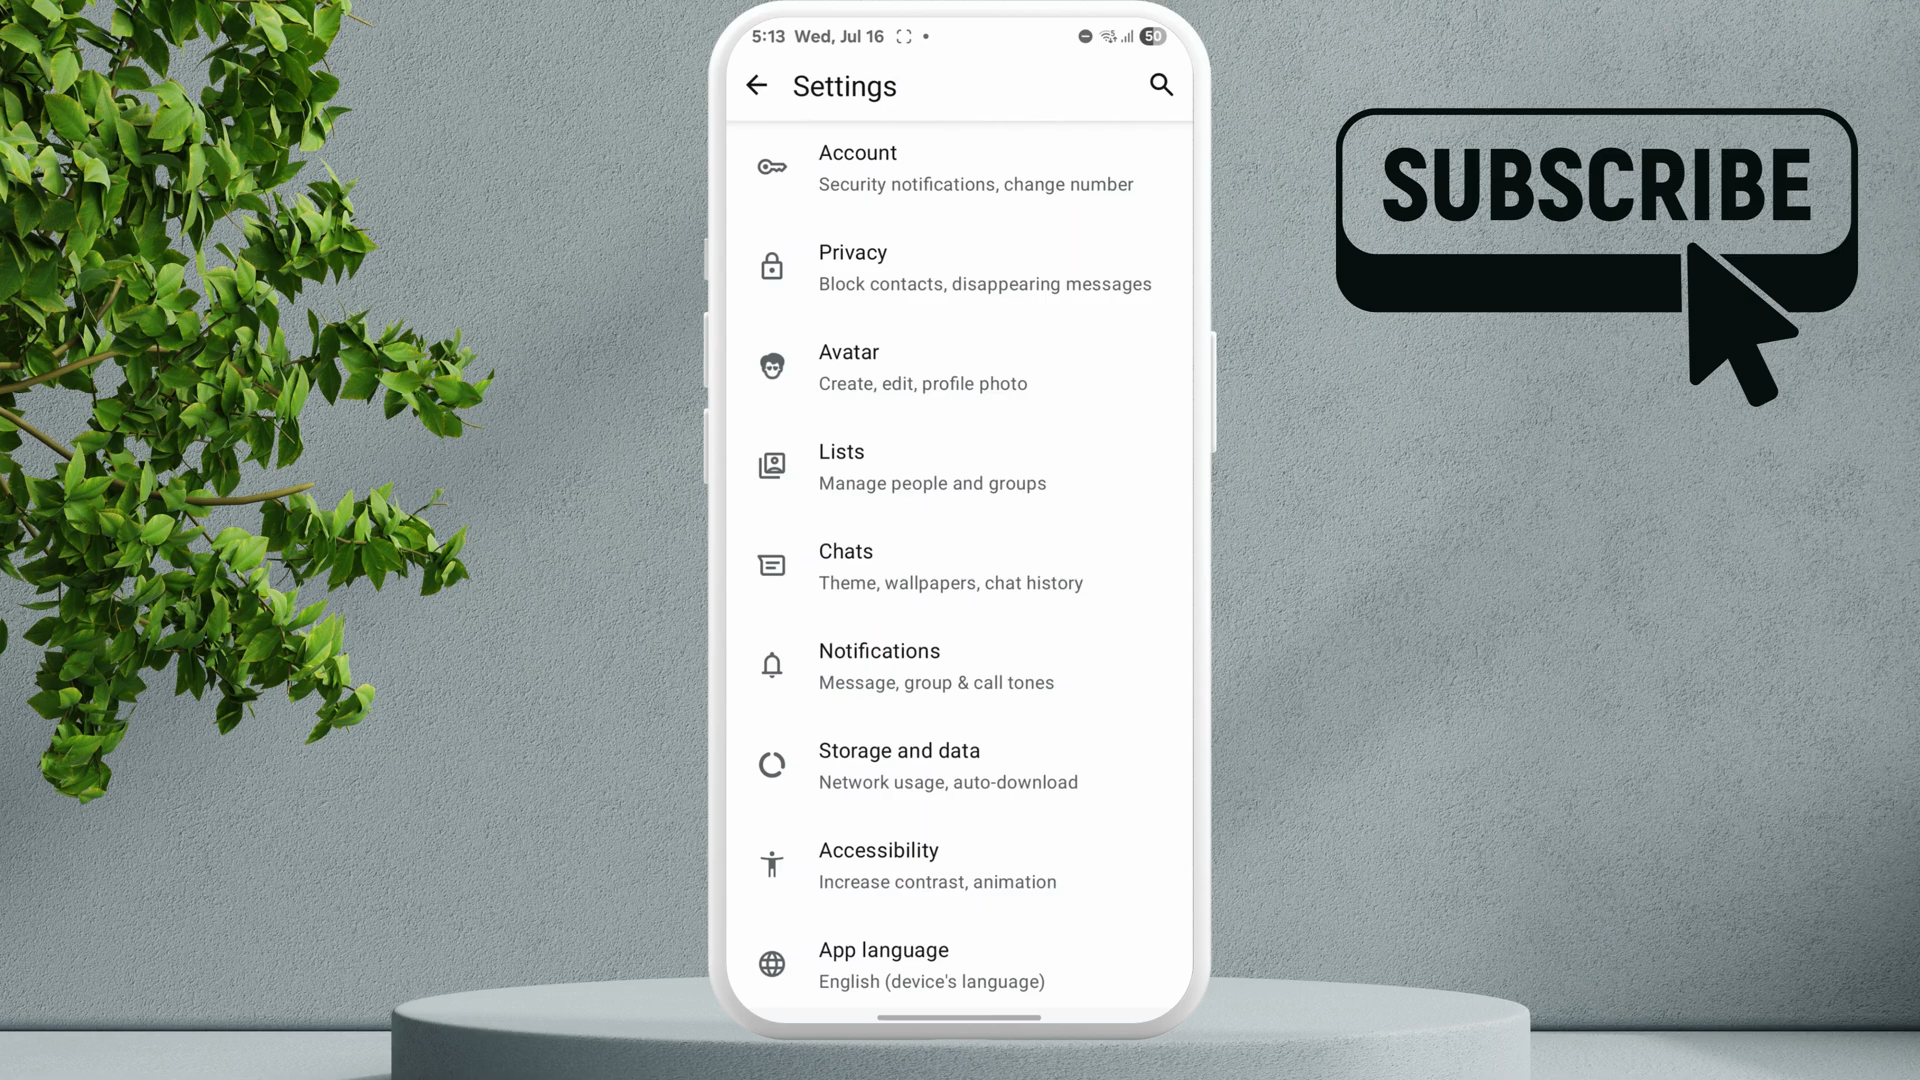 5:13 Wed, Jul 16
50
Settings
Account
Security notifications, change number
Privacy
Block contacts, disappearing messages
Avatar
Create, edit, profile photo
Lists
Manage people and groups
Chats
Theme, wallpapers, chat history
Notifications
Message, group & call tones
Storage and data
Network usage, auto-download
Accessibility
Increase contrast, animation
App language
English (device's language)
SUBSCRIBE